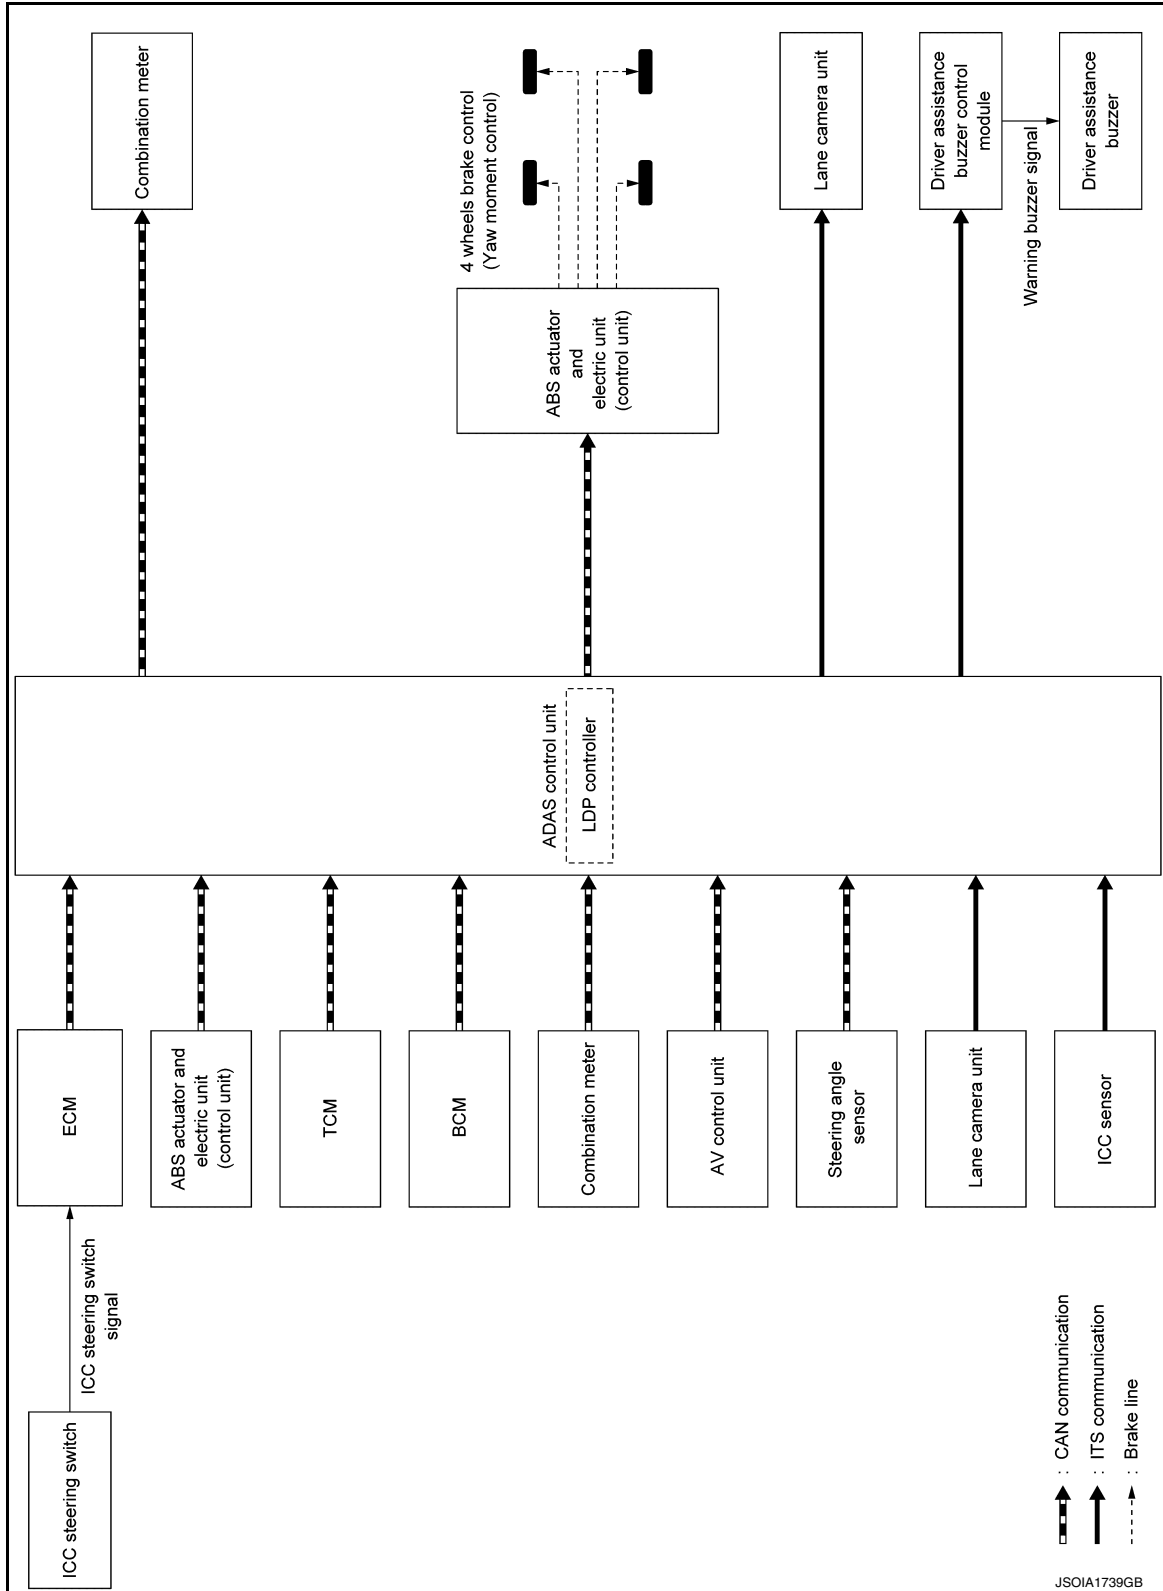 ICC steering switch
ICC steering switch
signal
ECM
ABS actuator and
electric unit
(control unit)
TCM
BCM
Combination meter
AV control unit
Steering angle
sensor
Lane camera unit
ICC sensor
ADAS control unit
LDP controller
Combination meter
ABS actuator
and
electric unit
(control unit)
4 wheels brake control
(Yaw moment control)
Lane camera unit
Driver assistance
buzzer control
module
Warning buzzer signal
Driver assistance
buzzer
: CAN communication
: ITS communication
: Brake line
JSOIA1739GB